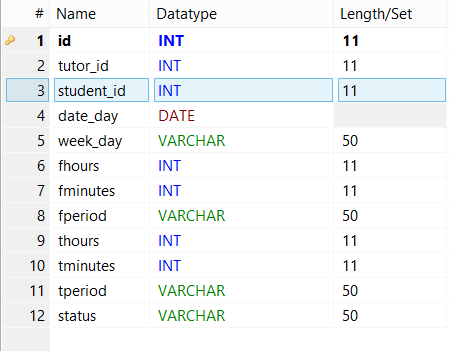 # Name Datatype Length/Set
1 id INT 11
2 tutor_id INT 11
3 student_id INT 11
4 date_day DATE
5 week_day VARCHAR 50
6 fhours INT 11
7 fminutes INT 11
8 fperiod VARCHAR 50
9 thours INT 11
10 tminutes INT 11
11 tperiod VARCHAR 50
12 status VARCHAR 50